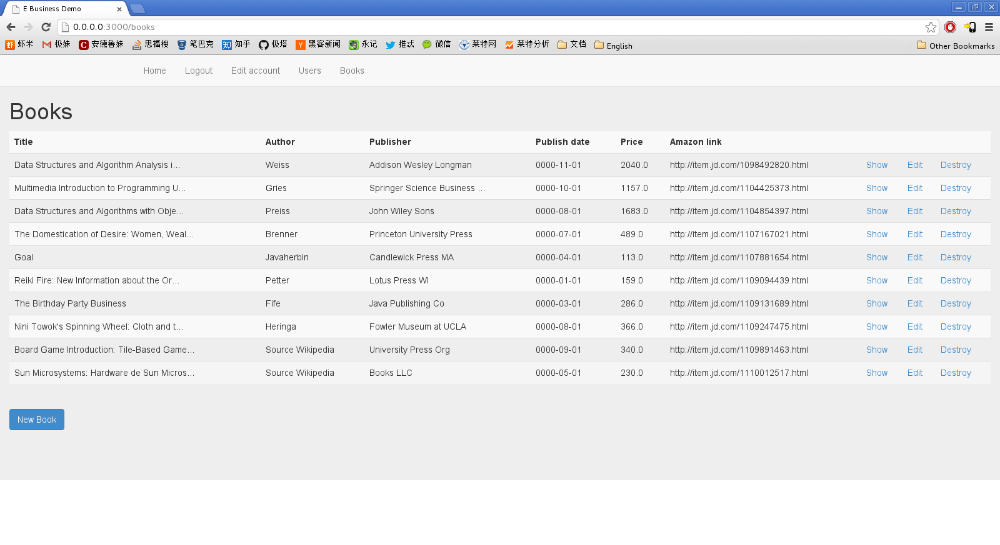 E Business Demo
0.0.0.0:3000/books
虾米 极妹 安德鲁妹 思福楼 笔巴克 知乎 极塔 黑客新闻 永记 推忒 微信 莱特网 莱特分析 文档 English Other Bookmarks
Home Logout Edit account Users Books
Books
Title Author Publisher Publish date Price Amazon link
Data Structures and Algorithm Analysis i... Weiss Addison Wesley Longman 0000-11-01 2040.0 http://item.jd.com/1098492820.html Show Edit Destroy
Multimedia Introduction to Programming U... Gries Springer Science Business ... 0000-10-01 1157.0 http://item.jd.com/1104425373.html Show Edit Destroy
Data Structures and Algorithms with Obje... Preiss John Wiley Sons 0000-08-01 1683.0 http://item.jd.com/1104854397.html Show Edit Destroy
The Domestication of Desire: Women, Weal... Brenner Princeton University Press 0000-07-01 489.0 http://item.jd.com/1107167021.html Show Edit Destroy
Goal Javaherbin Candlewick Press MA 0000-04-01 113.0 http://item.jd.com/1107881654.html Show Edit Destroy
Reiki Fire: New Information about the Or... Petter Lotus Press WI 0000-01-01 159.0 http://item.jd.com/1109094439.html Show Edit Destroy
The Birthday Party Business Fife Java Publishing Co 0000-03-01 286.0 http://item.jd.com/1109131689.html Show Edit Destroy
Nini Towok's Spinning Wheel: Cloth and t... Heringa Fowler Museum at UCLA 0000-08-01 366.0 http://item.jd.com/1109247475.html Show Edit Destroy
Board Game Introduction: Tile-Based Game... Source Wikipedia University Press Org 0000-09-01 340.0 http://item.jd.com/1109891463.html Show Edit Destroy
Sun Microsystems: Hardware de Sun Micros... Source Wikipedia Books LLC 0000-05-01 230.0 http://item.jd.com/1110012517.html Show Edit Destroy
New Book